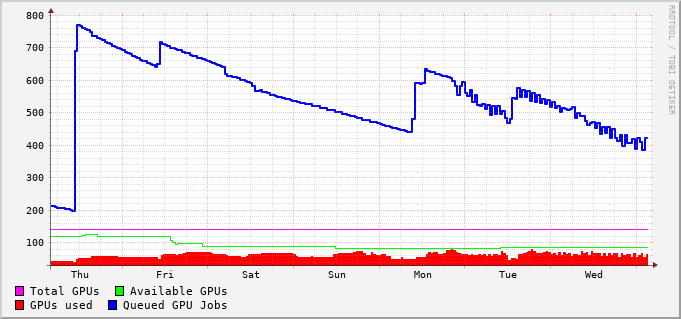 800
700
600
500
400
300
200
100
Thu Fri Sat Sun Mon Tue Wed
Total GPUs Available GPUs
GPUs used Queued GPU Jobs
RRDTOOL / TOBI OETIKER